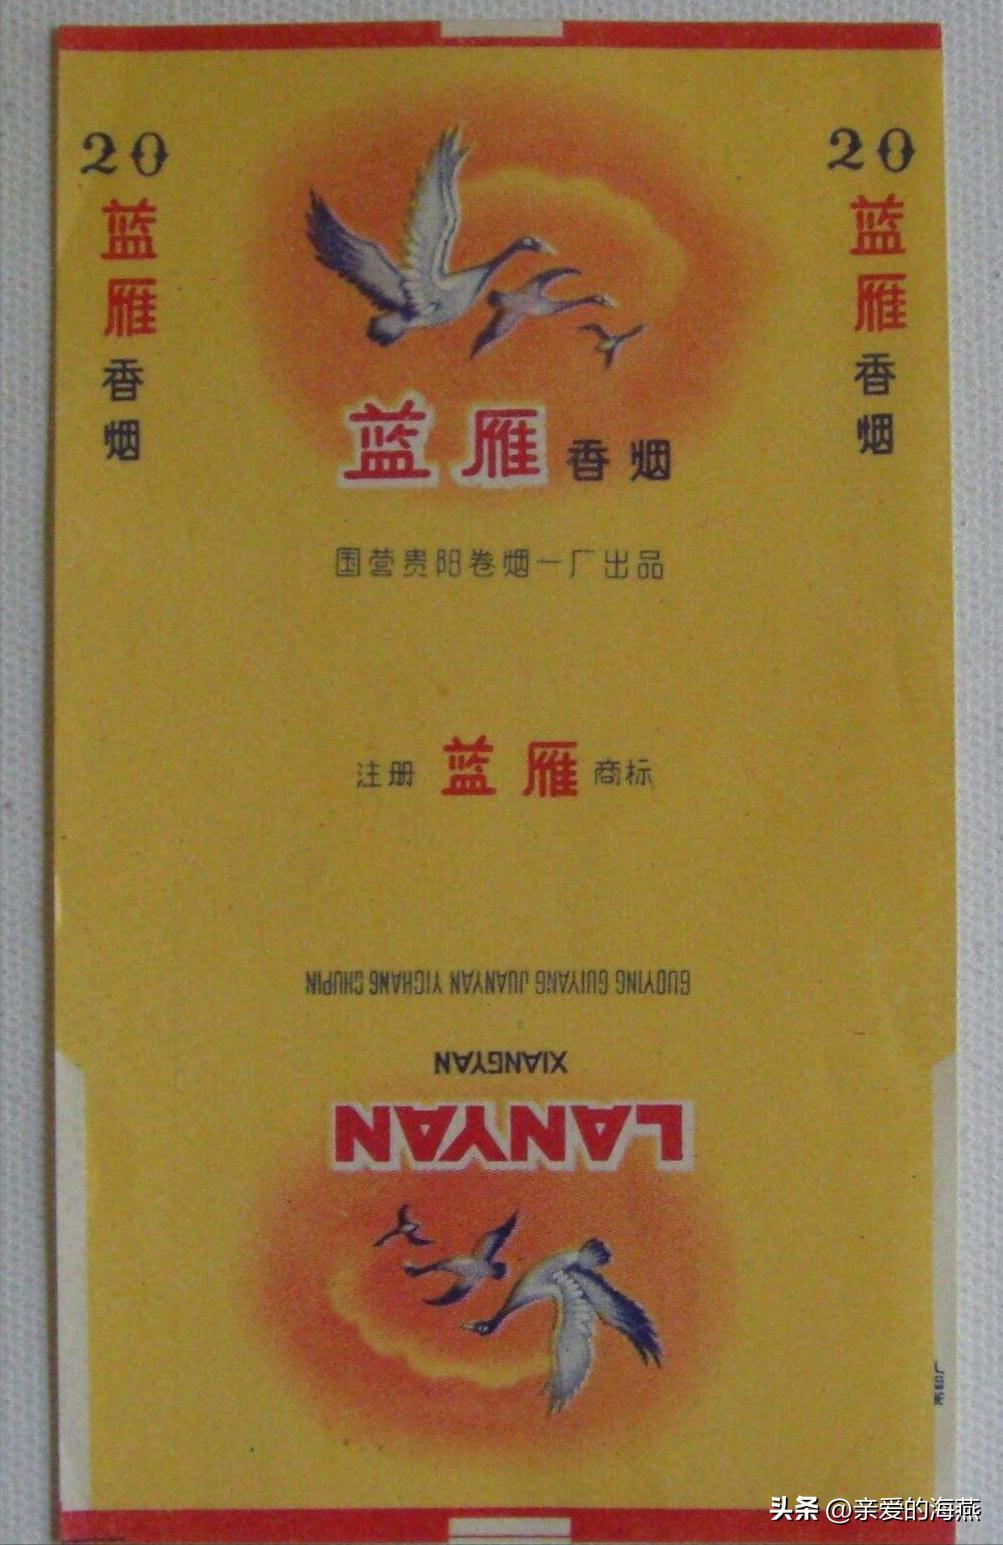 20
蓝雁香烟
20
蓝雁香烟
蓝雁香烟
国营贵阳卷烟一厂出品
注册 蓝雁 商标
GUOYING GUIYANG JUANYAN YICHANG CHUPIN
XIANGYAN
LANYAN
头条 @亲爱的海燕